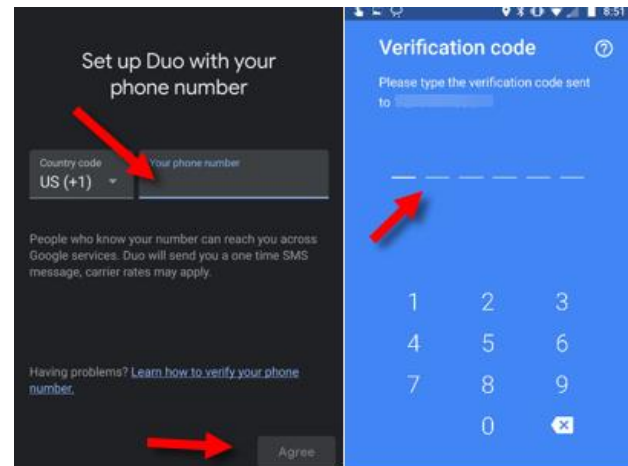 Set up Duo with your
phone number
Country code
US (+1)
Your phone number
People who know your number can reach you across
Google services. Duo will send you a one time SMS
message, carrier rates may apply.
Having problems? Learn how to verify your phone
number.
Agree
8:51
Verification code
Please type the verification code sent
to
1 2 3
4 5 6
7 8 9
0